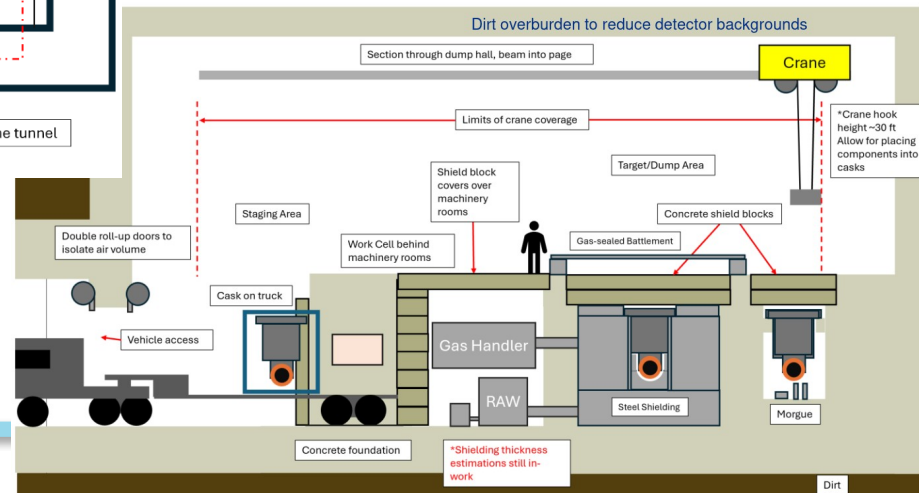 Dirt overburden to reduce detector backgrounds
Section through dump hall, beam into page
Crane
Limits of crane coverage
*Crane hook
height ~30 ft
Allow for placing
components into
casks
tunnel
Target/Dump Area
Shield block
covers over
machinery
rooms
Staging Area
Concrete shield blocks
Double roll-up doors to
isolate air volume
Work Cell behind
machinery rooms
Gas-sealed Battlement
Cask on truck
Vehicle access
Gas Handler
RAW
Steel Shielding
Morgue
Concrete foundation
*Shielding thickness
estimations still in-
work
Dirt